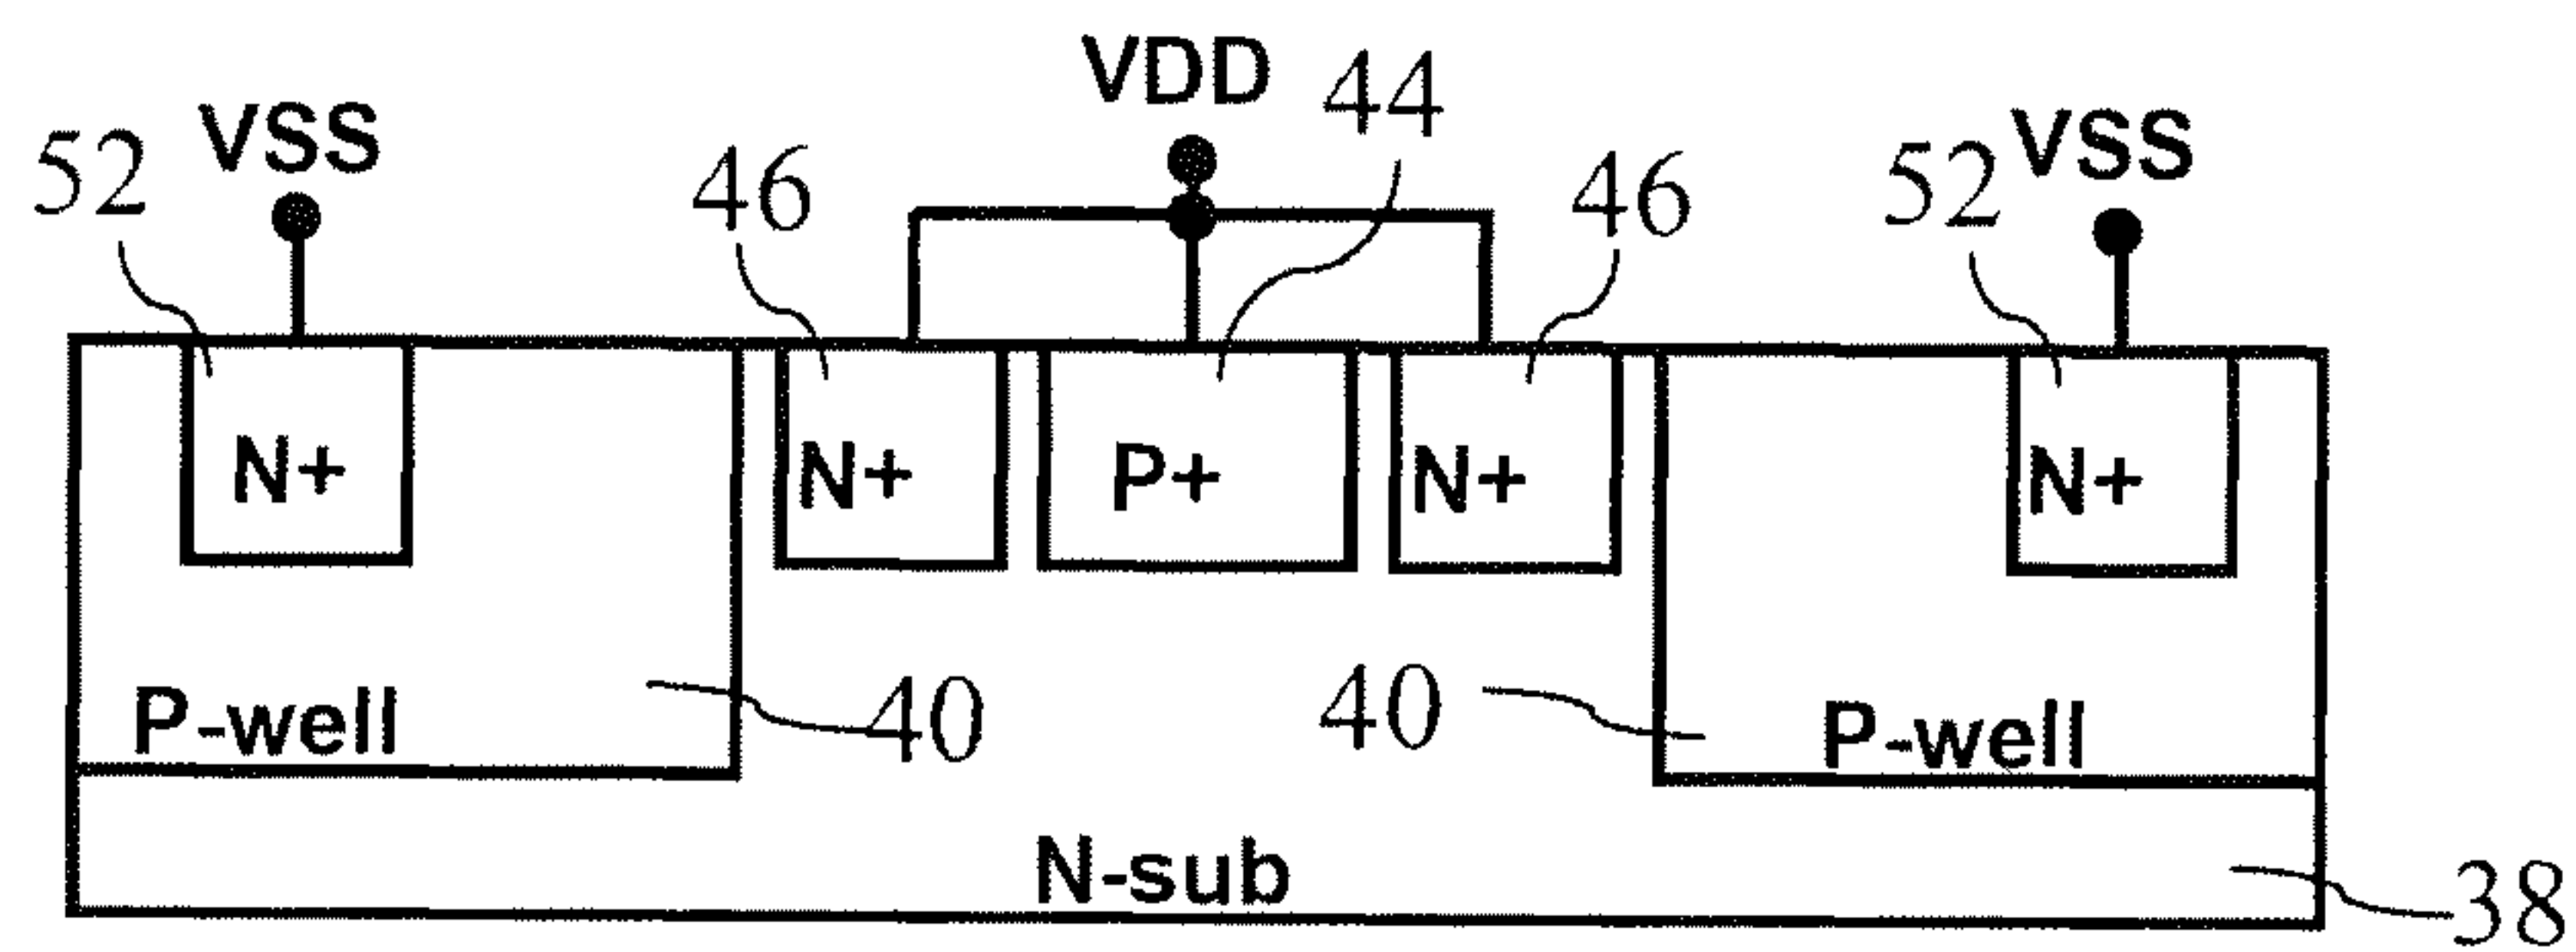 VDD 44
52 VSS 46 46 52 VSS
N+ N+ P+ N+ N+
P-well 40 40 P-well
N-sub 38